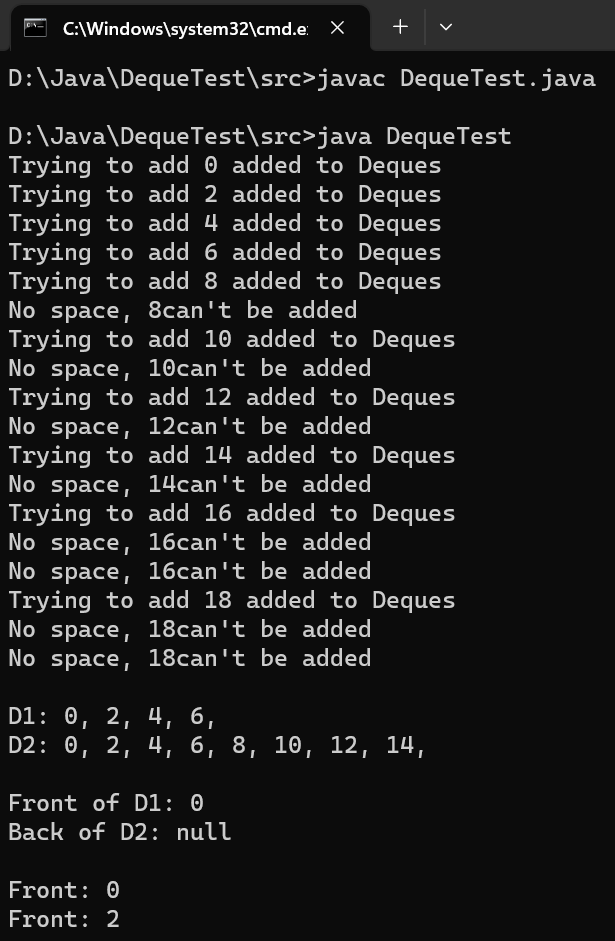 C:\Windows\system32\cmd.e
D:\Java\DequeTest\src>javac DequeTest.java
D:\Java\DequeTest\src>java DequeTest
Trying to add 0 added to Deques
Trying to add 2 added to Deques
Trying to add 4 added to Deques
Trying to add 6 added to Deques
Trying to add 8 added to Deques
No space, 8can't be added
Trying to add 10 added to Deques
No space, 10can't be added
Trying to add 12 added to Deques
No space, 12can't be added
Trying to add 14 added to Deques
No space, 14can't be added
Trying to add 16 added to Deques
No space, 16can't be added
No space, 16can't be added
Trying to add 18 added to Deques
No space, 18can't be added
No space, 18can't be added
D1: 0, 2, 4, 6,
D2: 0, 2, 4, 6, 8, 10, 12, 14,
Front of D1: 0
Back of D2: null
Front: 0
Front: 2